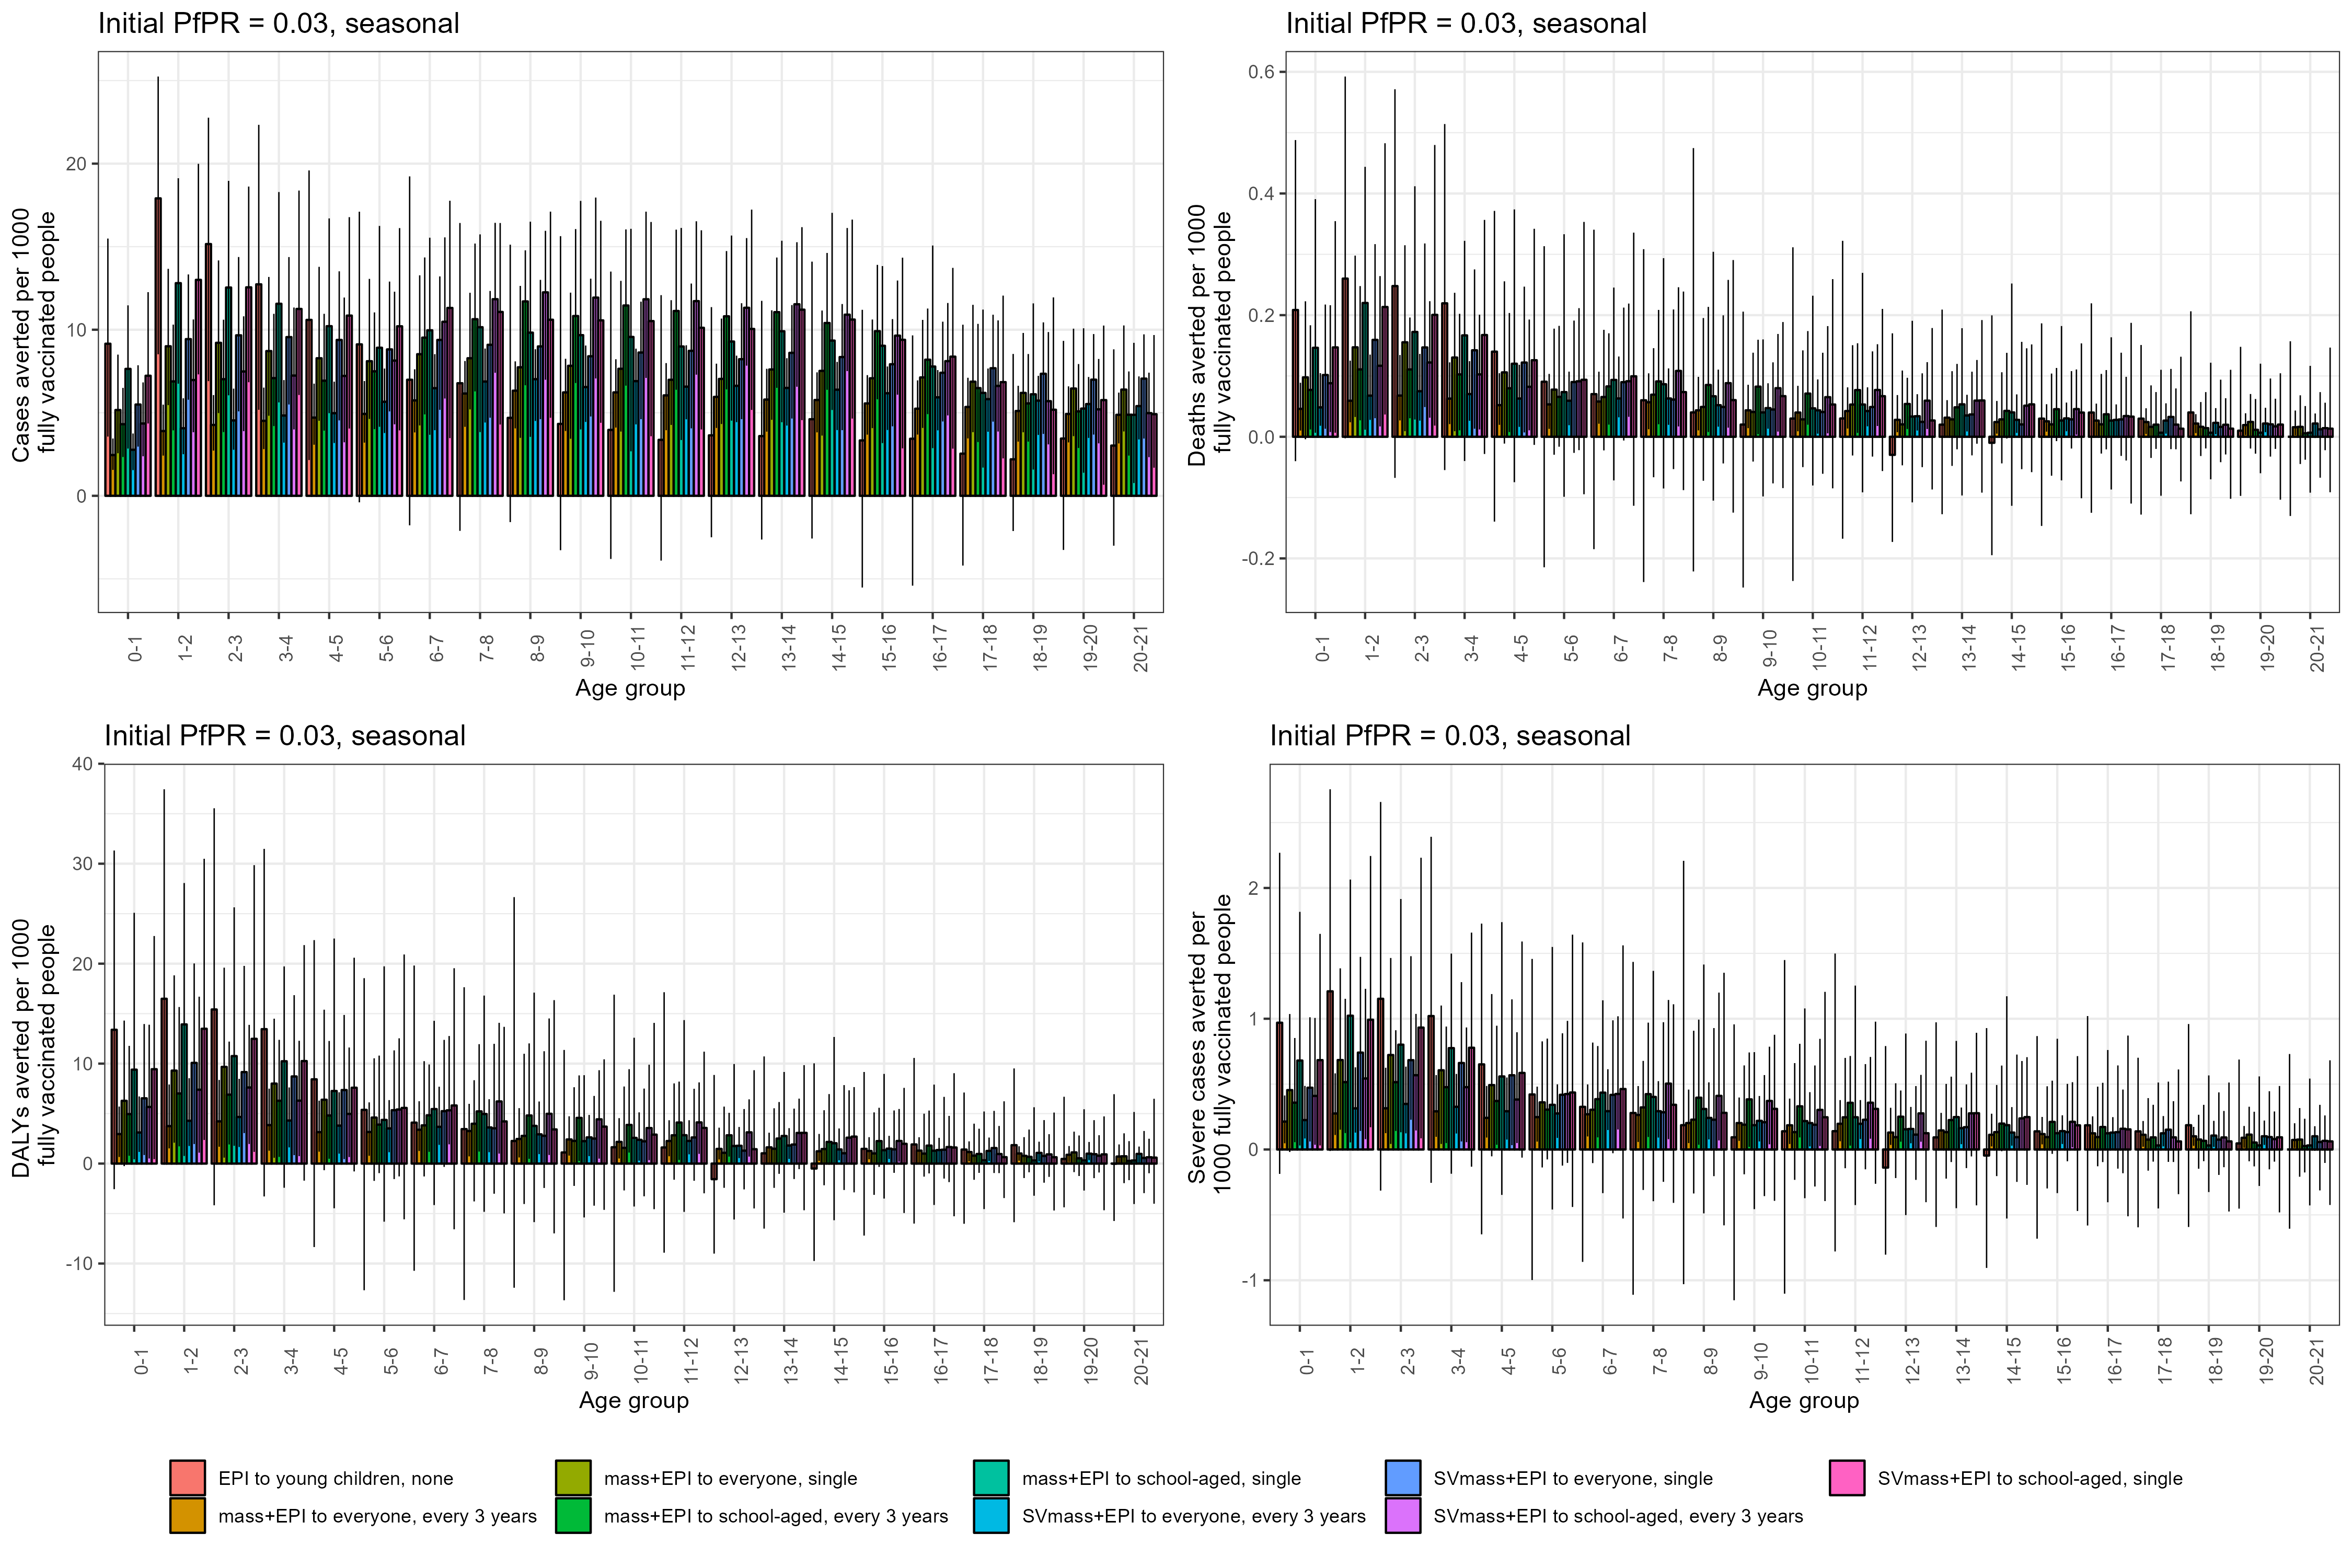 Initial PfPR = 0.03, seasonal
Cases averted per 1000
fully vaccinated people
20
10
0
0-1 1-2 2-3 3-4 4-5 5-6 6-7 7-8 8-9 9-10 10-11 11-12 12-13 13-14 14-15 15-16 16-17 17-18 18-19 19-20 20-21
Age group
Initial PfPR = 0.03, seasonal
Deaths averted per 1000
fully vaccinated people
0.6
0.4
0.2
0.0
-0.2
0-1 1-2 2-3 3-4 4-5 5-6 6-7 7-8 8-9 9-10 10-11 11-12 12-13 13-14 14-15 15-16 16-17 17-18 18-19 19-20 20-21
Age group
Initial PfPR = 0.03, seasonal
DALYs averted per 1000
fully vaccinated people
40
30
20
10
0
-10
0-1 1-2 2-3 3-4 4-5 5-6 6-7 7-8 8-9 9-10 10-11 11-12 12-13 13-14 14-15 15-16 16-17 17-18 18-19 19-20 20-21
Age group
Initial PfPR = 0.03, seasonal
Severe cases averted per
1000 fully vaccinated people
2
1
0
-1
0-1 1-2 2-3 3-4 4-5 5-6 6-7 7-8 8-9 9-10 10-11 11-12 12-13 13-14 14-15 15-16 16-17 17-18 18-19 19-20 20-21
Age group
EPI to young children, none
mass+EPI to everyone, every 3 years
mass+EPI to everyone, single
mass+EPI to school-aged, every 3 years
mass+EPI to school-aged, single
SVmass+EPI to everyone, every 3 years
SVmass+EPI to everyone, single
SVmass+EPI to school-aged, every 3 years
SVmass+EPI to school-aged, single